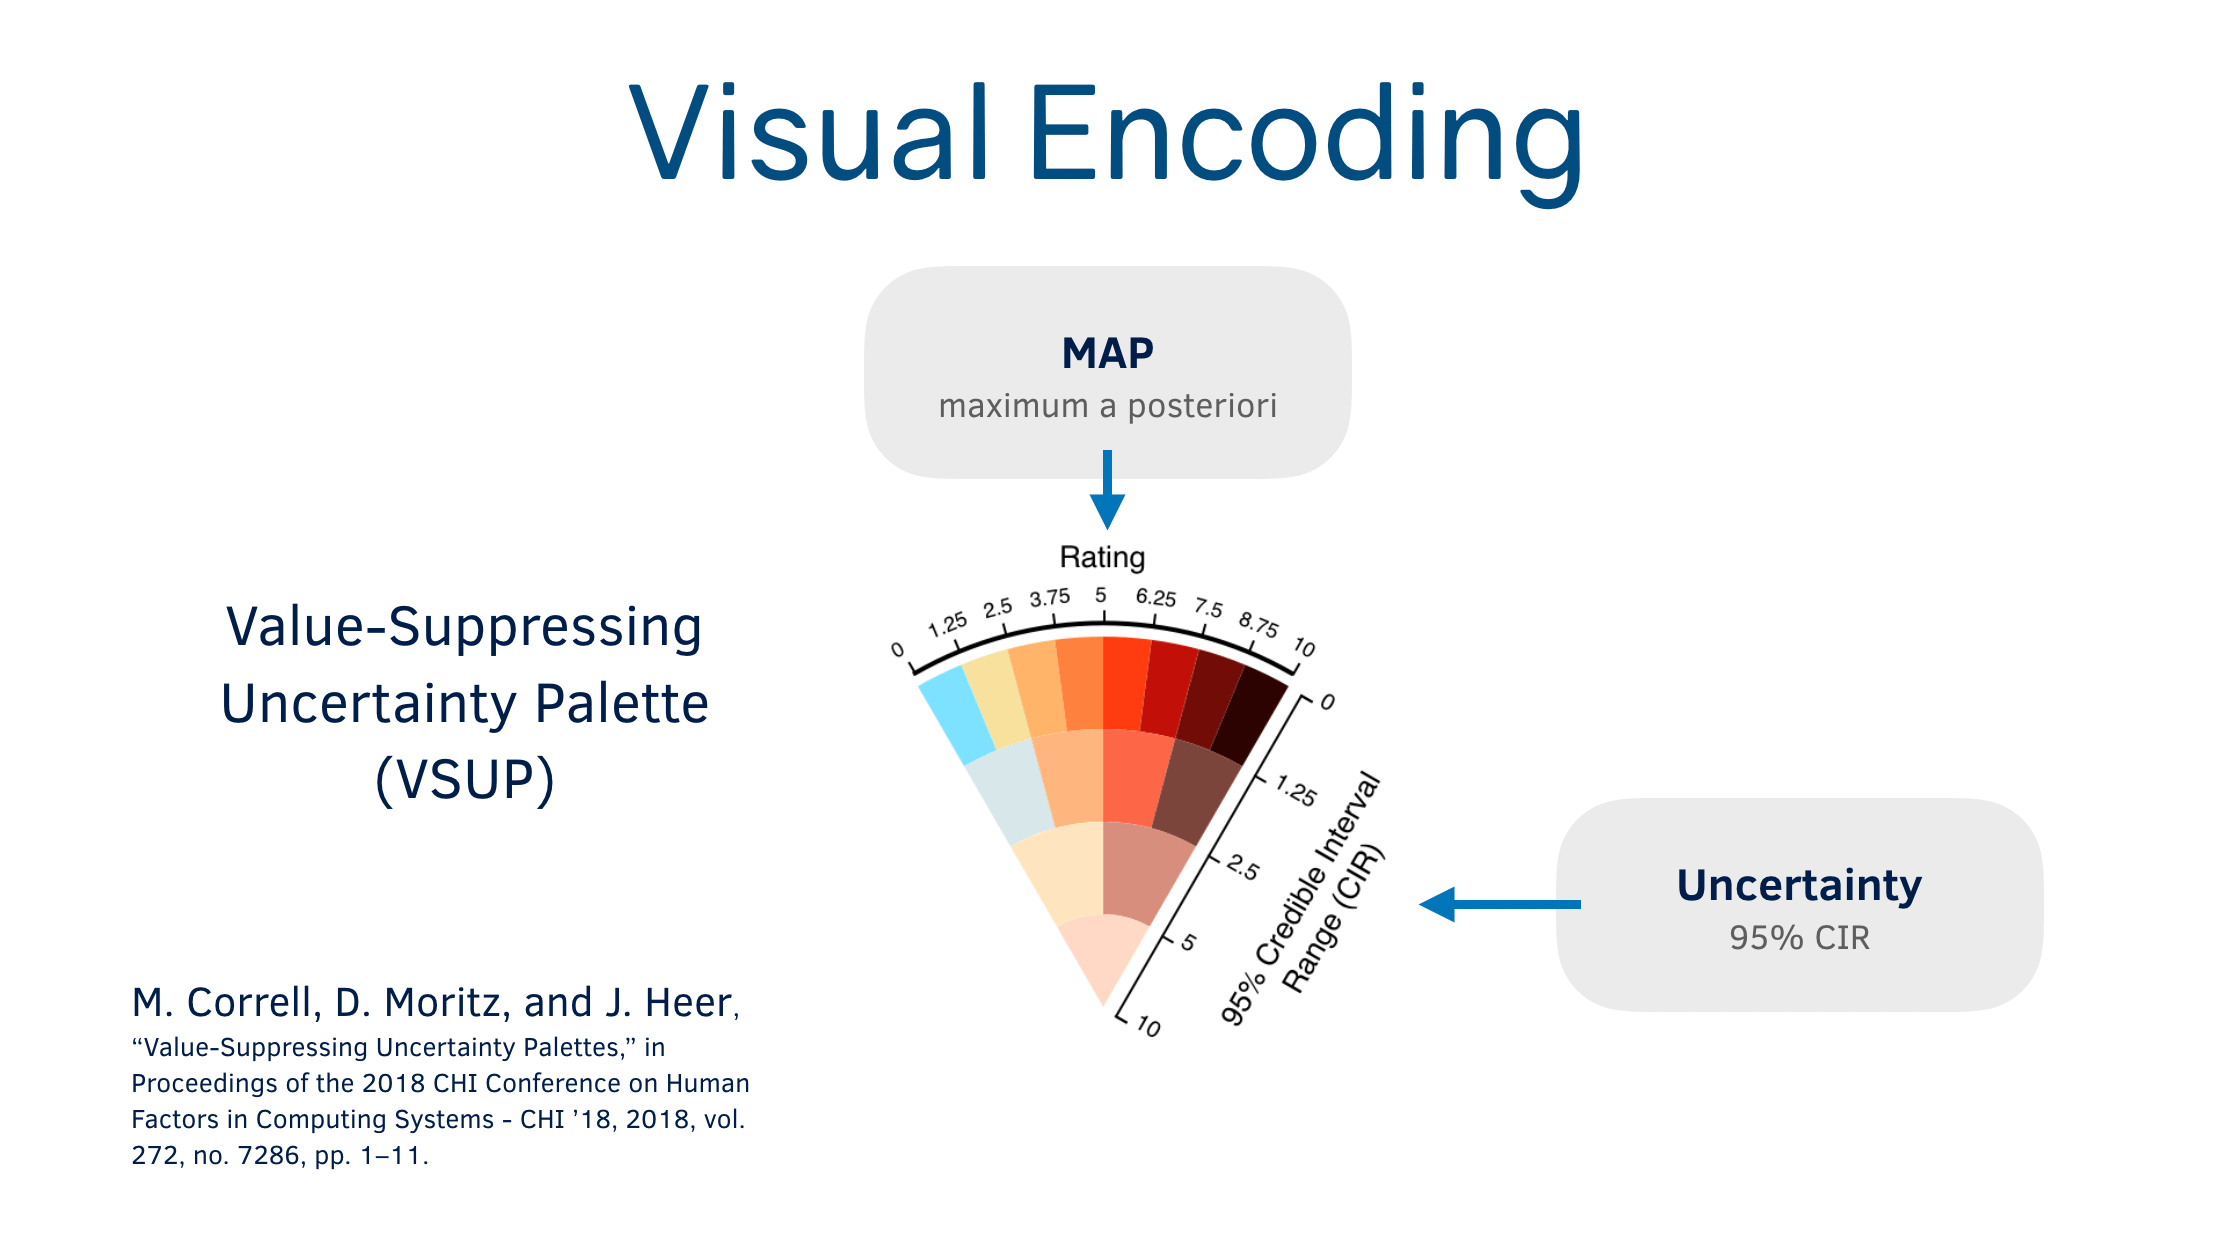 Visual Encoding
MAP
maximum a posteriori
Rating
0
1.25
2.5
3.75
5
6.25
7.5
8.75
10
0
1.25
2.5
5
10
95% Credible Interval
Range (CIR)
Value-Suppressing
Uncertainty Palette
(VSUP)
Uncertainty
95% CIR
M. Correll, D. Moritz, and J. Heer,
“Value-Suppressing Uncertainty Palettes,” in
Proceedings of the 2018 CHI Conference on Human
Factors in Computing Systems - CHI ’18, 2018, vol.
272, no. 7286, pp. 1–11.